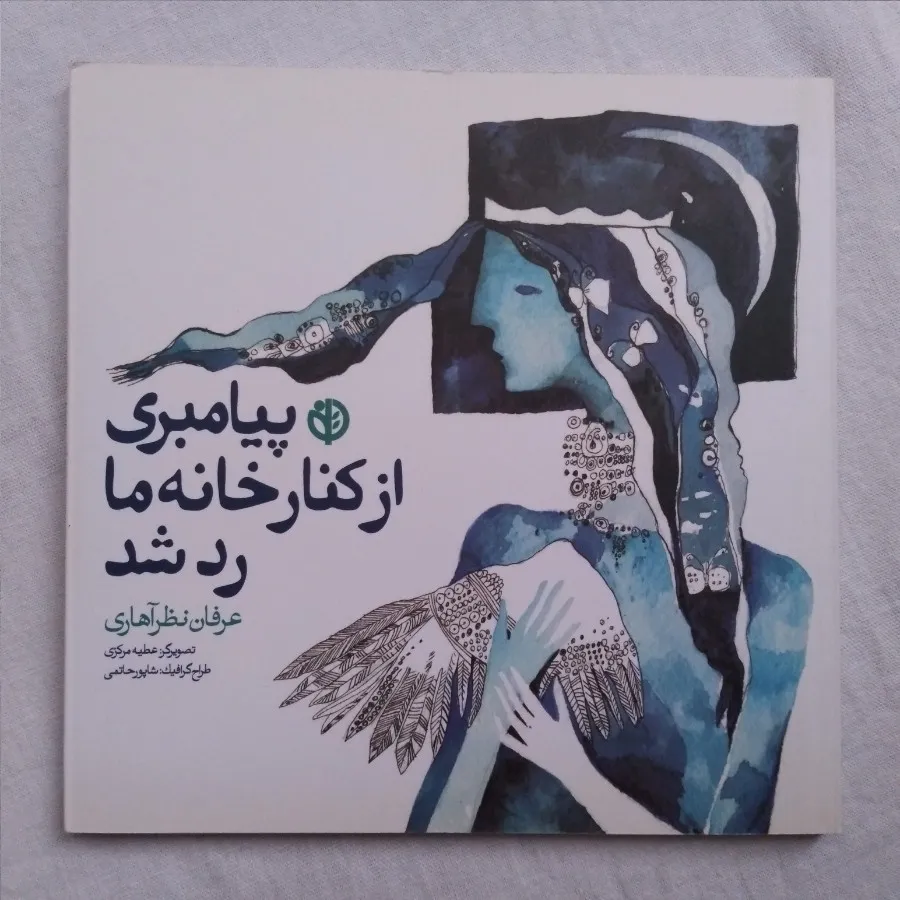 پیامبری
از کنار خانه ما
رد شد
عرفان نظرآهاری
تصویرگر: عطیه مرکزی
طراح گرافیک: شاپور حاتمی